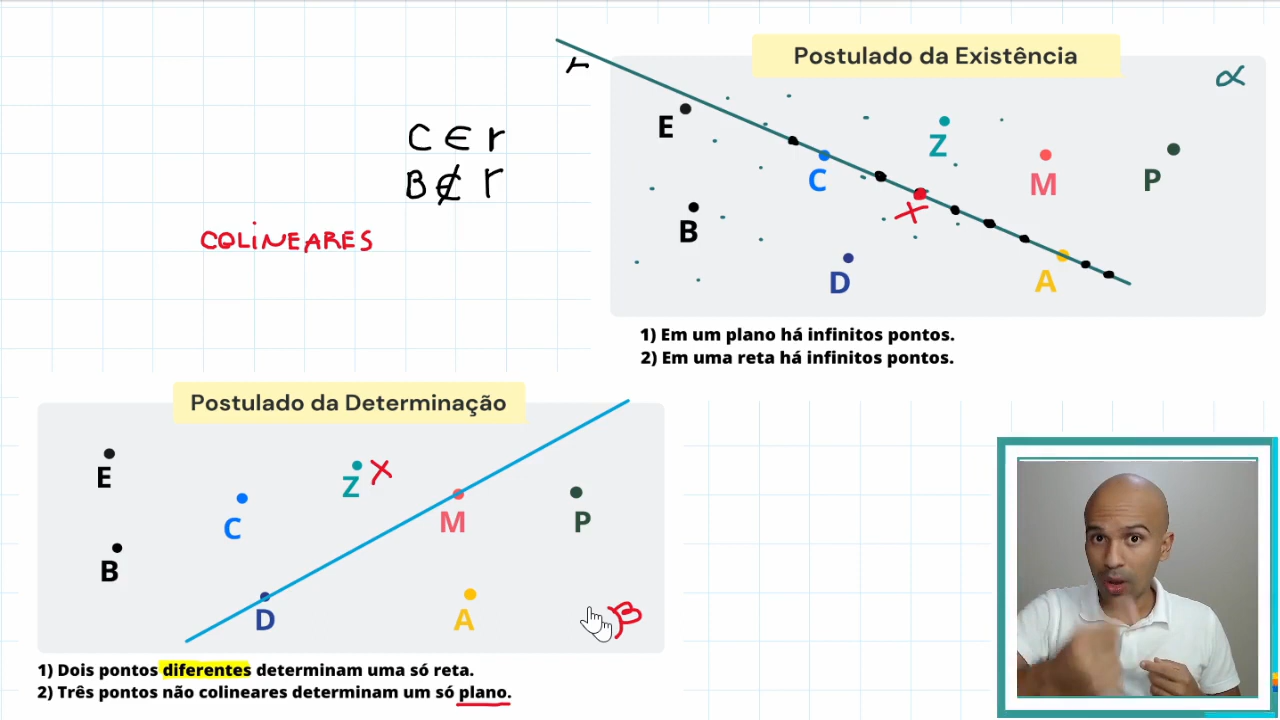 Postulado da Existência
α
r
E
Z
C
M
P
X
B
D
A
1) Em um plano há infinitos pontos.
2) Em uma reta há infinitos pontos.
C ∈ r
B ∉ r
COLINEARES
Postulado da Determinação
E
Z X
C
M
P
B
D
A
β
1) Dois pontos diferentes determinam uma só reta.
2) Três pontos não colineares determinam um só plano.